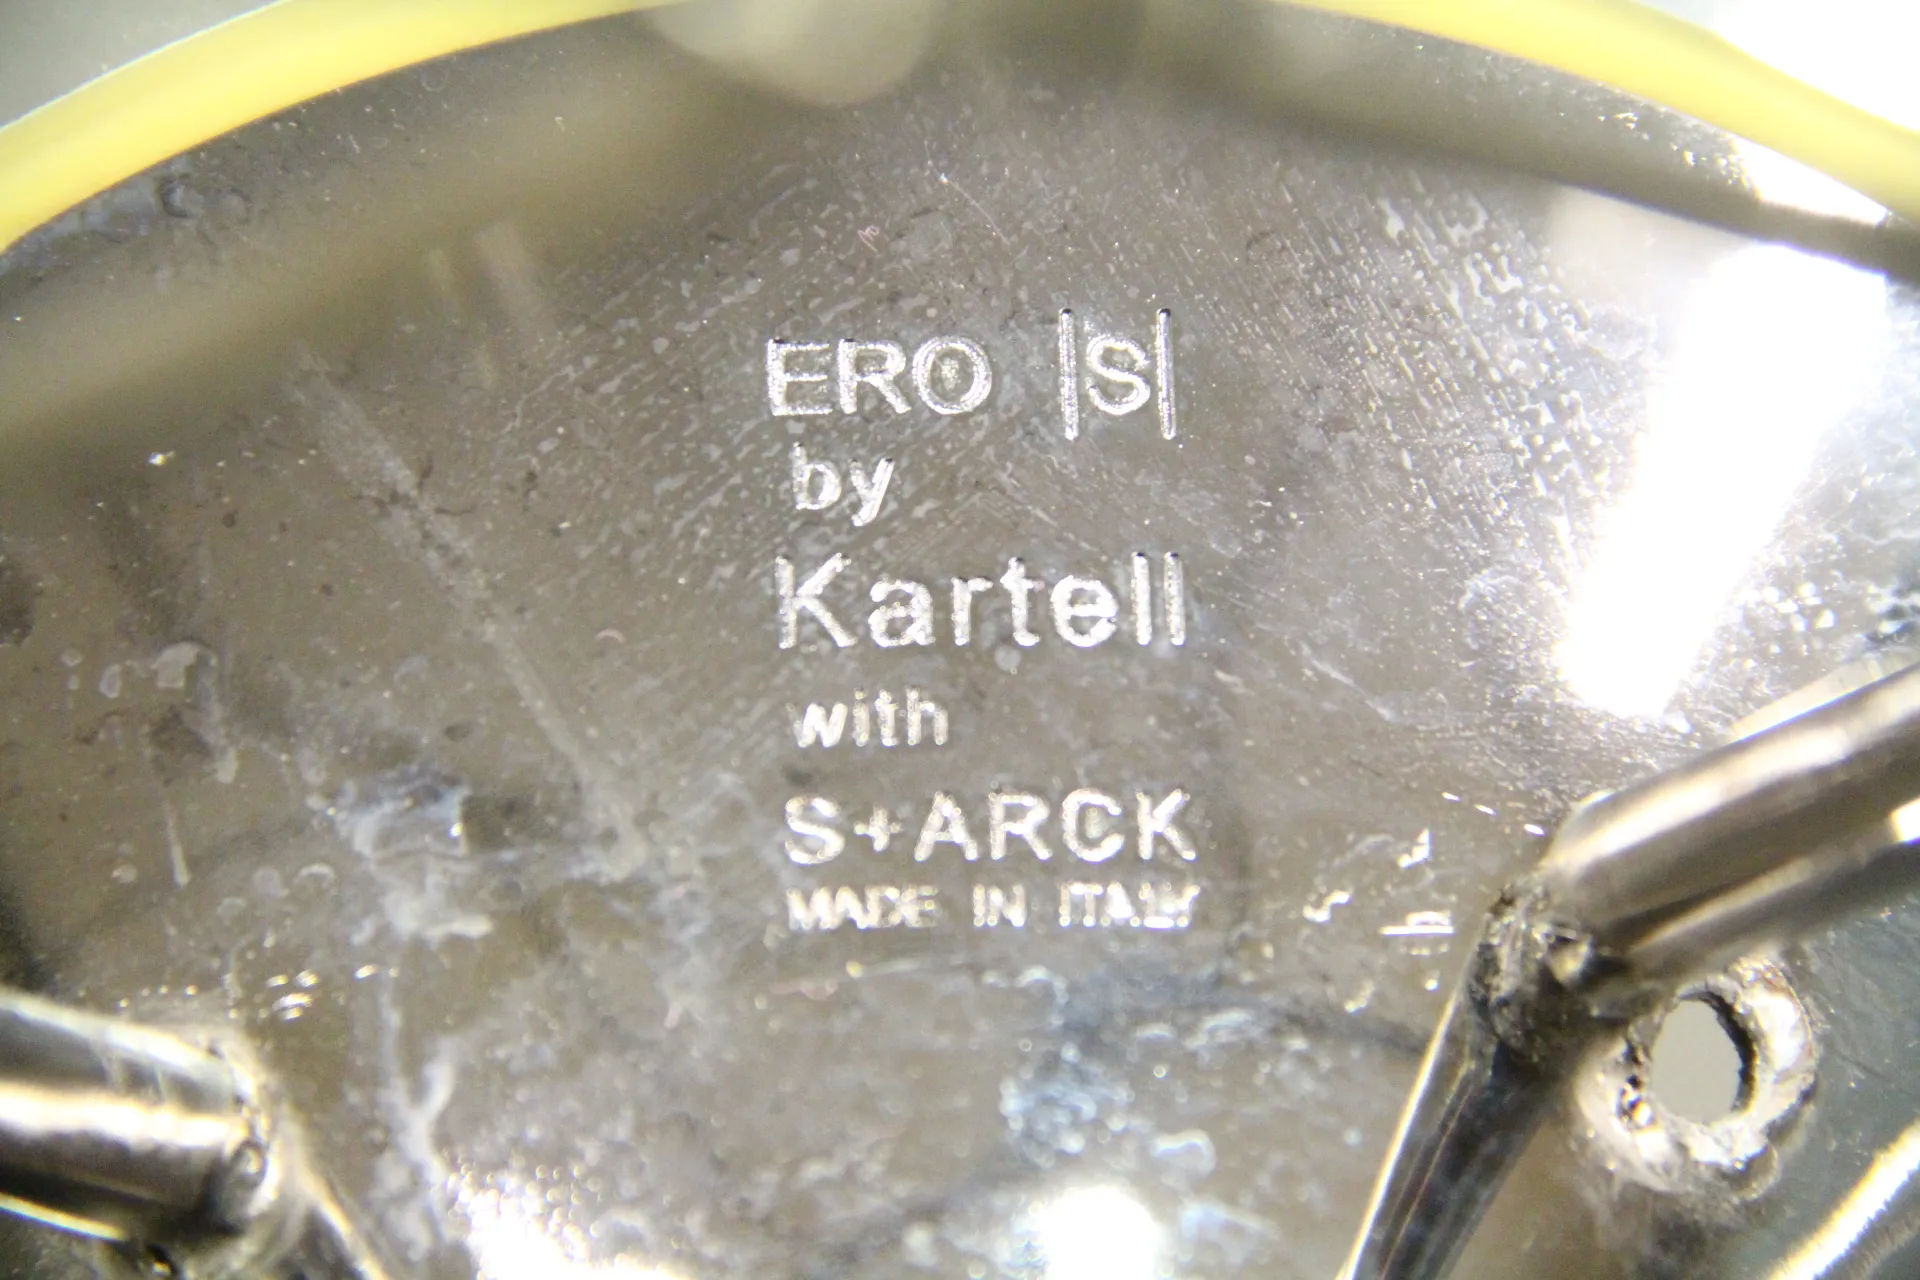 ERO |S|
by
Kartell
with
S+ARCK
MADE IN ITALY